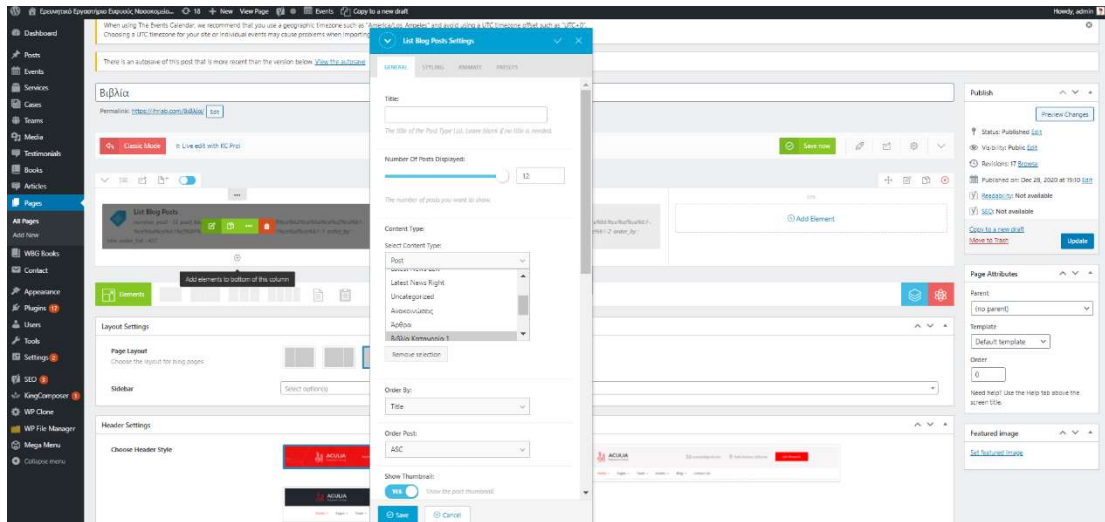 18 + New View Page Events Copy to a new draft
Howdy, admin
Dashboard
Posts
Events
Services
Cases
Teams
Media
Testimonials
Books
Articles
Pages
All Pages
Add New
WBG Books
Contact
Appearance
Plugins 17
Users
Tools
Settings 2
SEO
KingComposer
WP Clone
WP File Manager
Mega Menu
Collapse menu
When using The Events Calendar, we recommend that you use a geographic timezone such as "America/Los_Angeles" and avoid using a UTC timezone offset such as "UTC+0".
Choosing a UTC timezone for your site or individual events may cause problems when importing
There is an autosave of this post that is more recent than the version below. View the autosave
Βιβλία
Permalink: https://hrlab.com/Βιβλία/ Edit
Classic Mode
Live edit with KC Pro!
Save now
List Blog Posts
Add elements to bottom of this column
Add Element
Elements
Layout Settings
Page Layout
Choose the layout for blog pages.
Sidebar
Select option(s)
Header Settings
Choose Header Style
ACULIA
ACULIA
ACULIA
List Blog Posts Settings
GENERAL STYLING ANIMATE PRESETS
Title:
The title of the Post Type List. Leave blank if no title is needed.
Number Of Posts Displayed:
12
The number of posts you want to show.
Content Type:
Select Content Type:
Post
Latest News Right
Uncategorized
Ανακοινώσεις
Άρθρα
Βιβλία Κατηγορία 1
Remove selection
Order By:
Title
Order Post:
ASC
Show Thumbnail:
YES Show the post thumbnail.
Save Cancel
Publish
Preview Changes
Status: Published Edit
Visibility: Public Edit
Revisions: 17 Browse
Published on: Dec 28, 2020 at 19:10 Edit
Readability: Not available
SEO: Not available
Copy to a new draft
Move to Trash
Update
Page Attributes
Parent
(no parent)
Template
Default template
Order
0
Need help? Use the Help tab above the
screen title.
Featured image
Set featured image